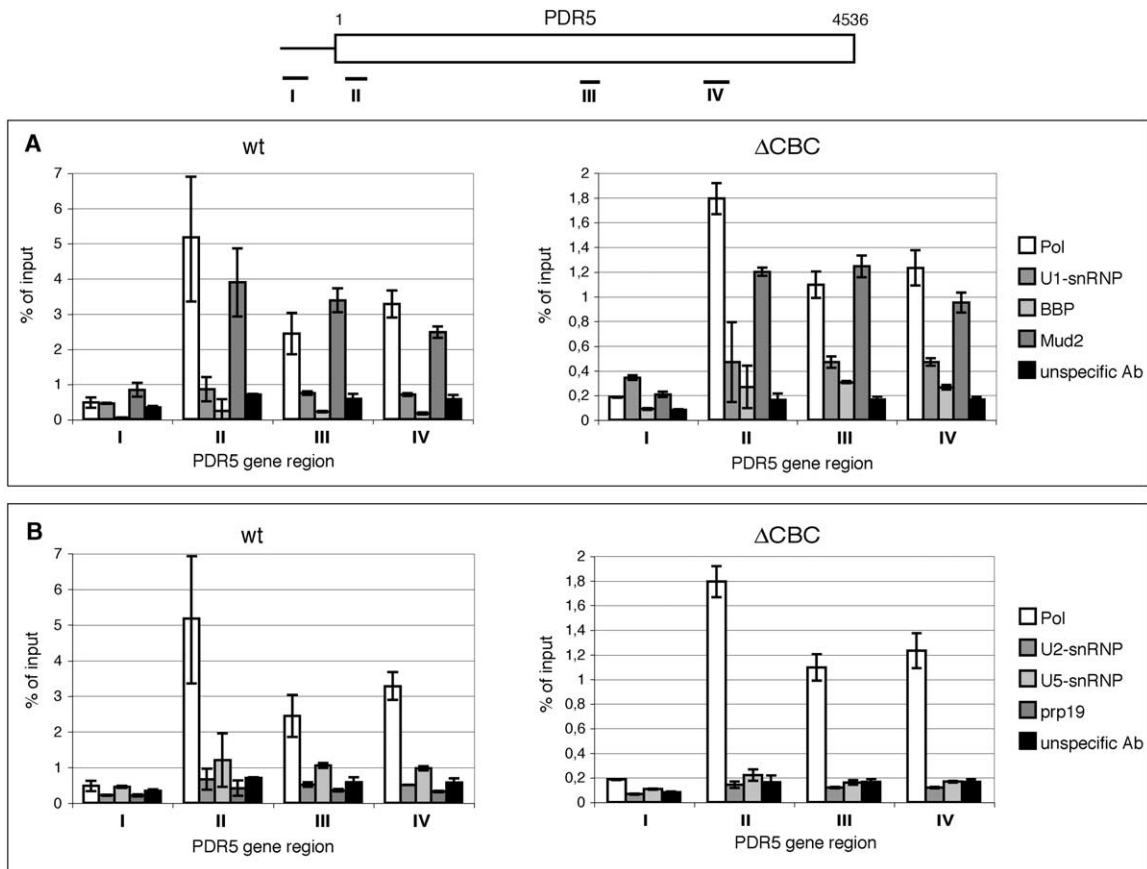 PDR5
1 4536
I II III IV
A
wt
7
6
5
4
3
2
1
0
% of input
I II III IV
PDR5 gene region
ΔCBC
2
1,8
1,6
1,4
1,2
1
0,8
0,6
0,4
0,2
0
% of input
I II III IV
PDR5 gene region
Pol
U1-snRNP
BBP
Mud2
unspecific Ab
B
wt
7
6
5
4
3
2
1
0
% of input
I II III IV
PDR5 gene region
ΔCBC
2
1,8
1,6
1,4
1,2
1
0,8
0,6
0,4
0,2
0
% of input
I II III IV
PDR5 gene region
Pol
U2-snRNP
U5-snRNP
prp19
unspecific Ab